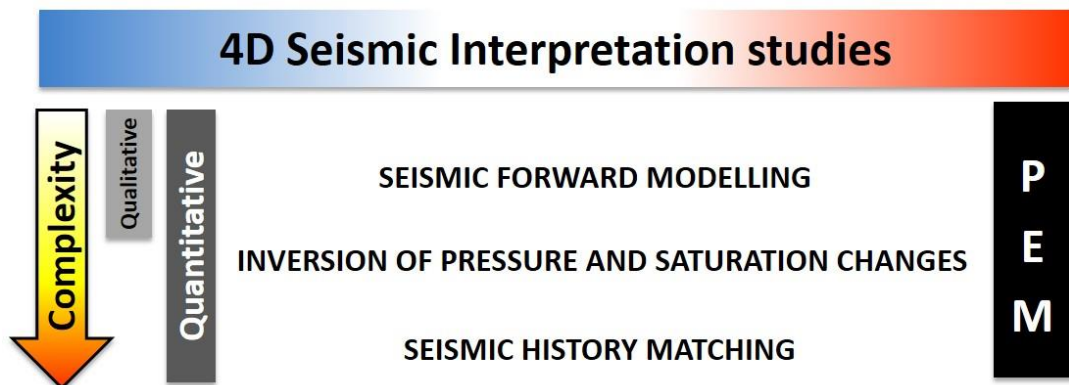 4D Seismic Interpretation studies
Complexity
Qualitative
Quantitative
SEISMIC FORWARD MODELLING
INVERSION OF PRESSURE AND SATURATION CHANGES
SEISMIC HISTORY MATCHING
P
E
M